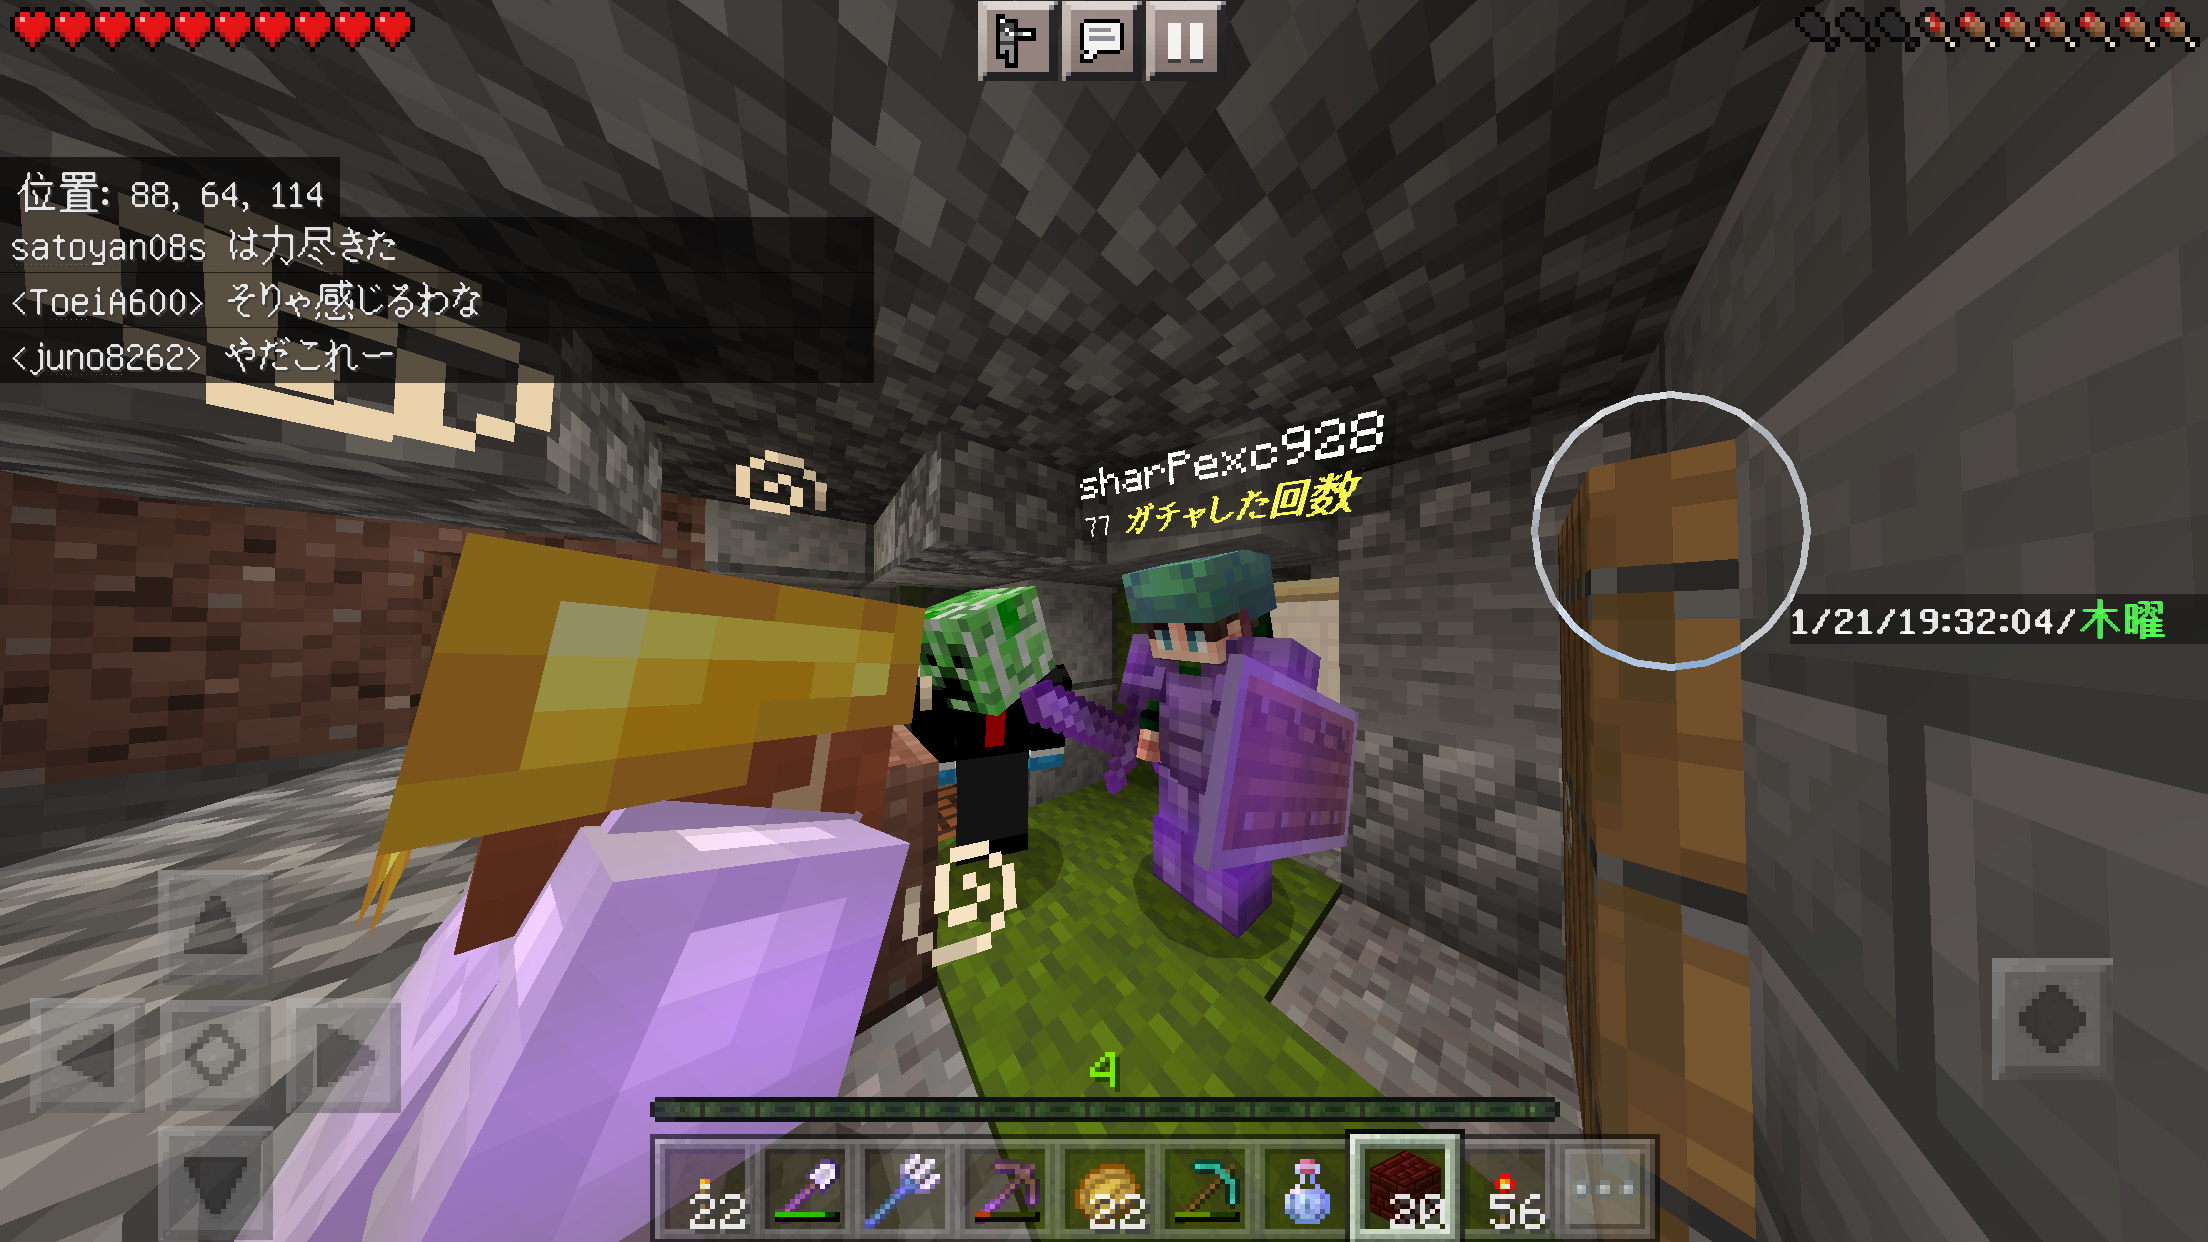 位置: 88, 64, 114
satoyan08s は力尽きた
<ToeiA600> そりゃ感じるわな
<juno8262> やだこれー
sharPexc928
77 ガチャした回数
1/21/19:32:04/木曜
4
22
22
20
56